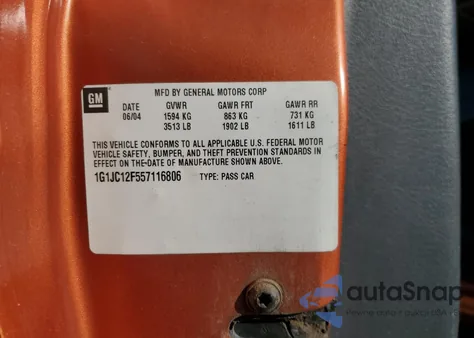 GM
MFD BY GENERAL MOTORS CORP
DATE GVWR GAWR FRT GAWR RR
06/04 1594 KG 863 KG 731 KG
3513 LB 1902 LB 1611 LB
THIS VEHICLE CONFORMS TO ALL APPLICABLE U.S. FEDERAL MOTOR
VEHICLE SAFETY, BUMPER, AND THEFT PREVENTION STANDARDS IN
EFFECT ON THE DATE OF MANUFACTURE SHOWN ABOVE.
1G1JC12F557116806 TYPE: PASS CAR
autoSnap